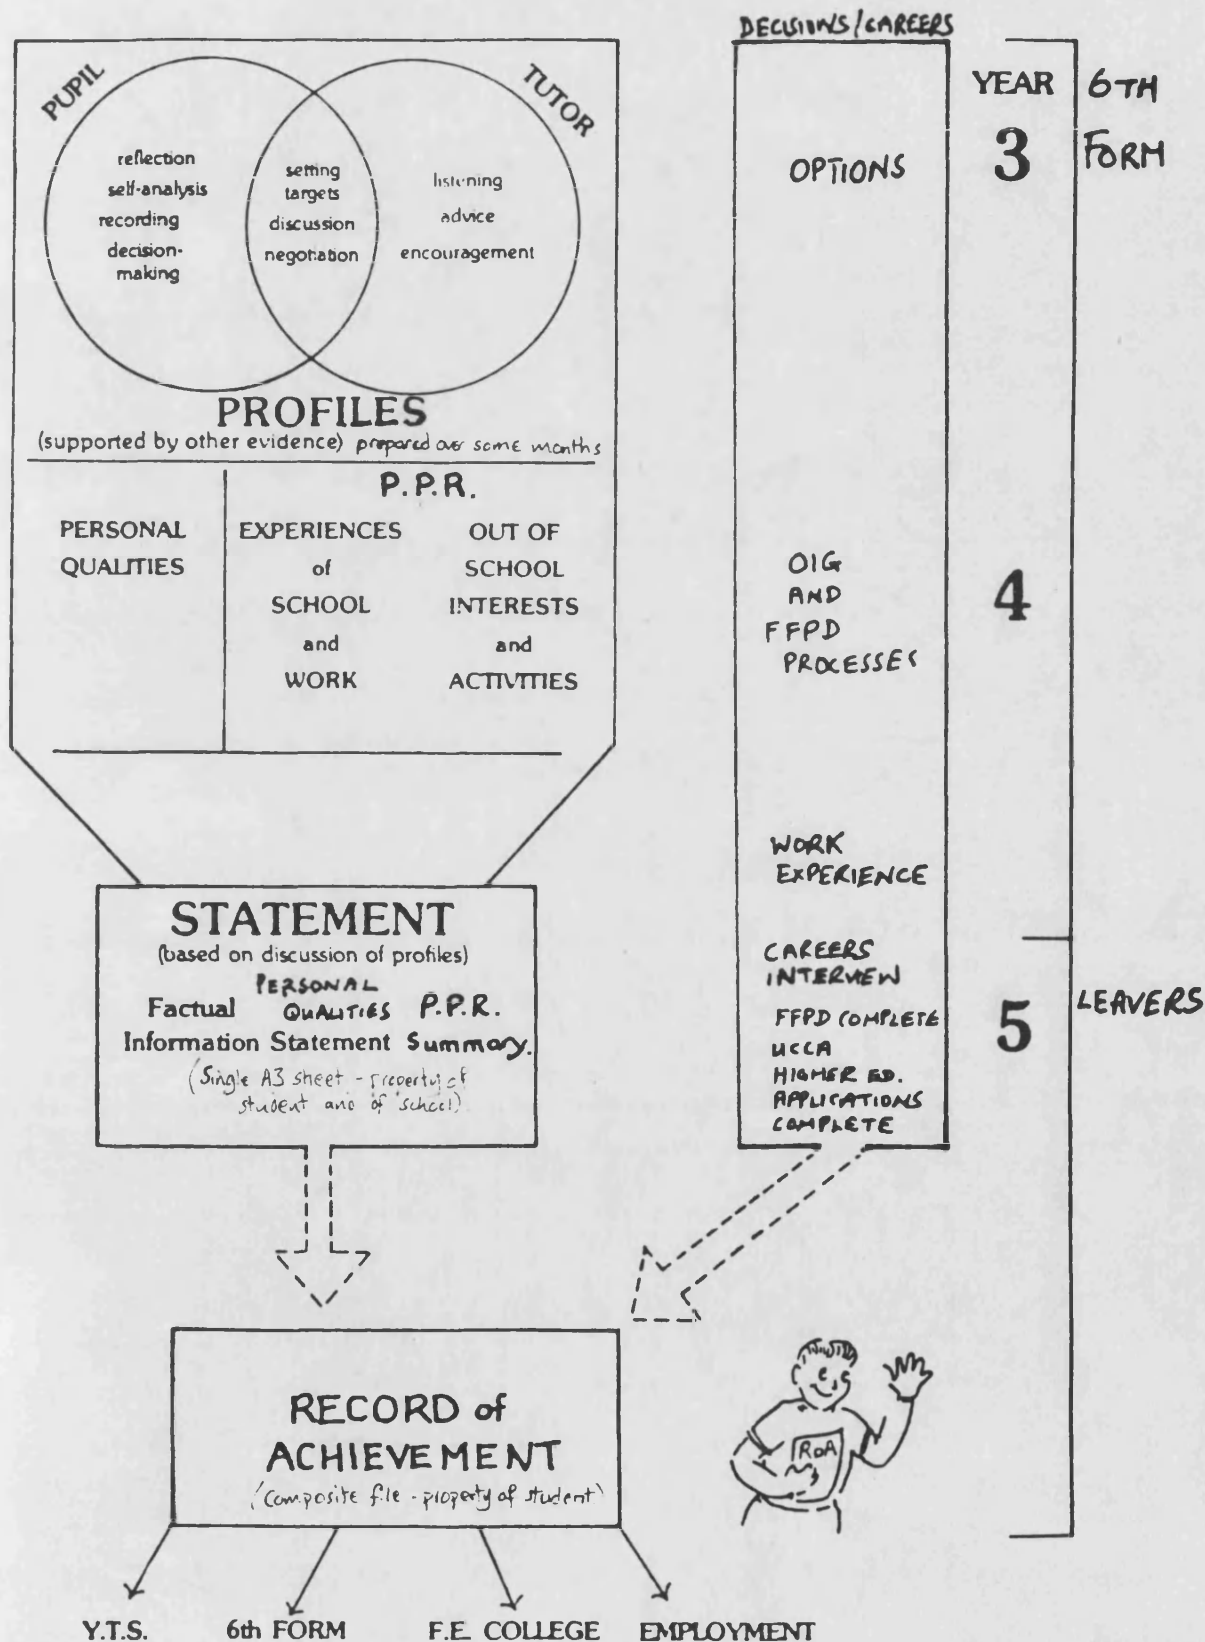 PUPIL
TUTOR
reflection
self-analysis
recording
decision-
making
setting
targets
discussion
negotiation
listening
advice
encouragement
PROFILES
(supported by other evidence) prepared over some months
P.P.R.
PERSONAL
QUALITIES
EXPERIENCES
of
SCHOOL
and
WORK
OUT OF
SCHOOL
INTERESTS
and
ACTIVITIES
STATEMENT
(based on discussion of profiles)
PERSONAL
Factual QUALITIES P.P.R.
Information Statement Summary.
(Single A3 sheet - property of
student and of school)
DECISIONS/CAREERS
OPTIONS
OIG
AND
FFPD
PROCESSES
WORK
EXPERIENCE
CAREERS
INTERVIEW
FFPD COMPLETE
UCCA
HIGHER ED.
APPLICATIONS
COMPLETE
YEAR
3
4
5
6TH
FORM
LEAVERS
RECORD of
ACHIEVEMENT
(Composite file - property of student)
RoA
Y.T.S. 6th FORM F.E. COLLEGE EMPLOYMENT